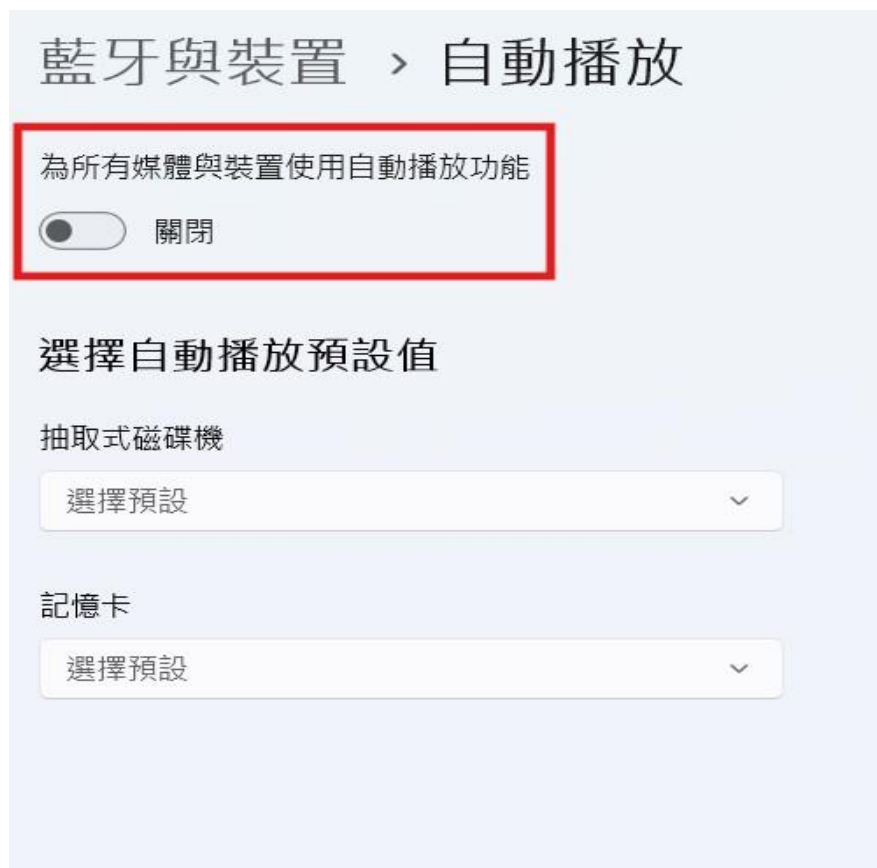 藍牙與裝置 › 自動播放
為所有媒體與裝置使用自動播放功能
關閉
選擇自動播放預設值
抽取式磁碟機
選擇預設
記憶卡
選擇預設